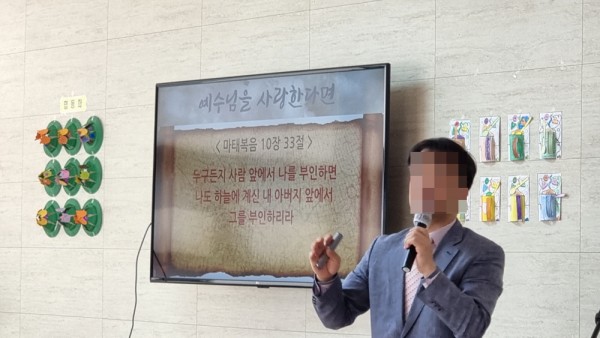 예수님을 사랑한다면
< 마태복음 10장 33절 >
누구든지 사람 앞에서 나를 부인하면
나도 하늘에 계신 내 아버지 앞에서
그를 부인하리라